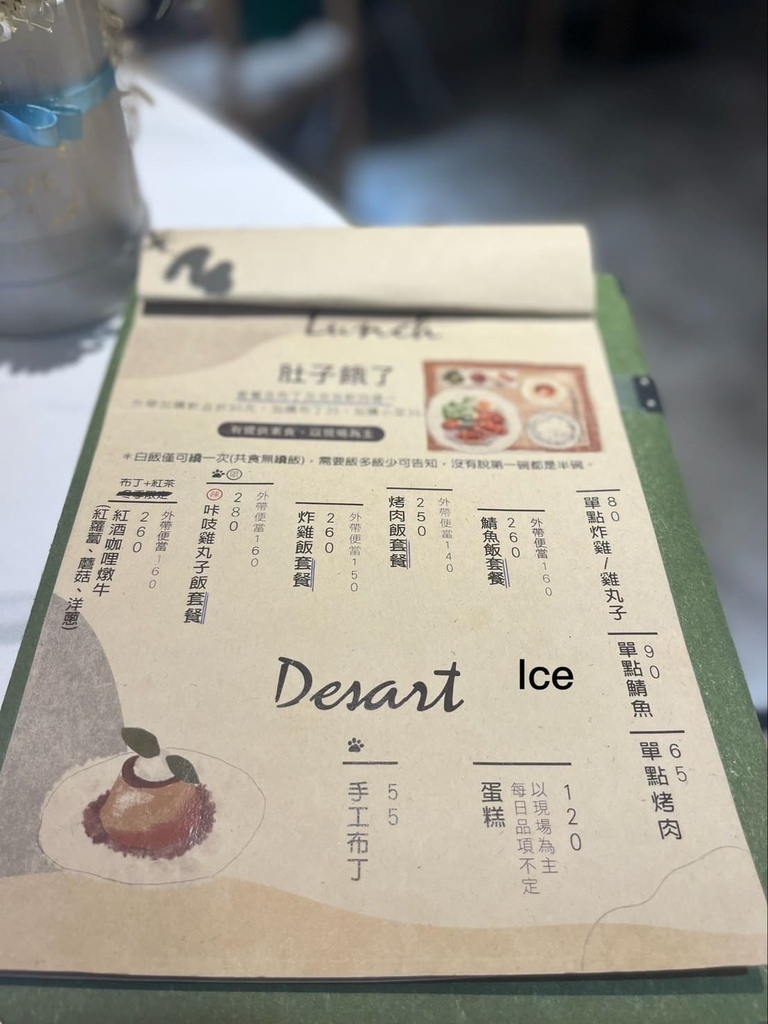 Lunch
肚子餓了
＊白飯僅可續一次(共食無續飯)，需要飯多飯少可告知，沒有說第一碗都是半碗。
80
單點炸雞/雞丸子
90
單點鯖魚
65
單點烤肉
外帶便當160
260
鯖魚飯套餐
外帶便當140
250
烤肉飯套餐
外帶便當150
260
炸雞飯套餐
外帶便當160
280
辣 咔吱雞丸子飯套餐
布丁+紅茶
冬季限定
外帶便當160
260
紅酒咖哩燉牛
(紅蘿蔔、蘑菇、洋蔥)
Desart
Ice
120
以現場為主
每日品項不定
蛋糕
55
手工布丁